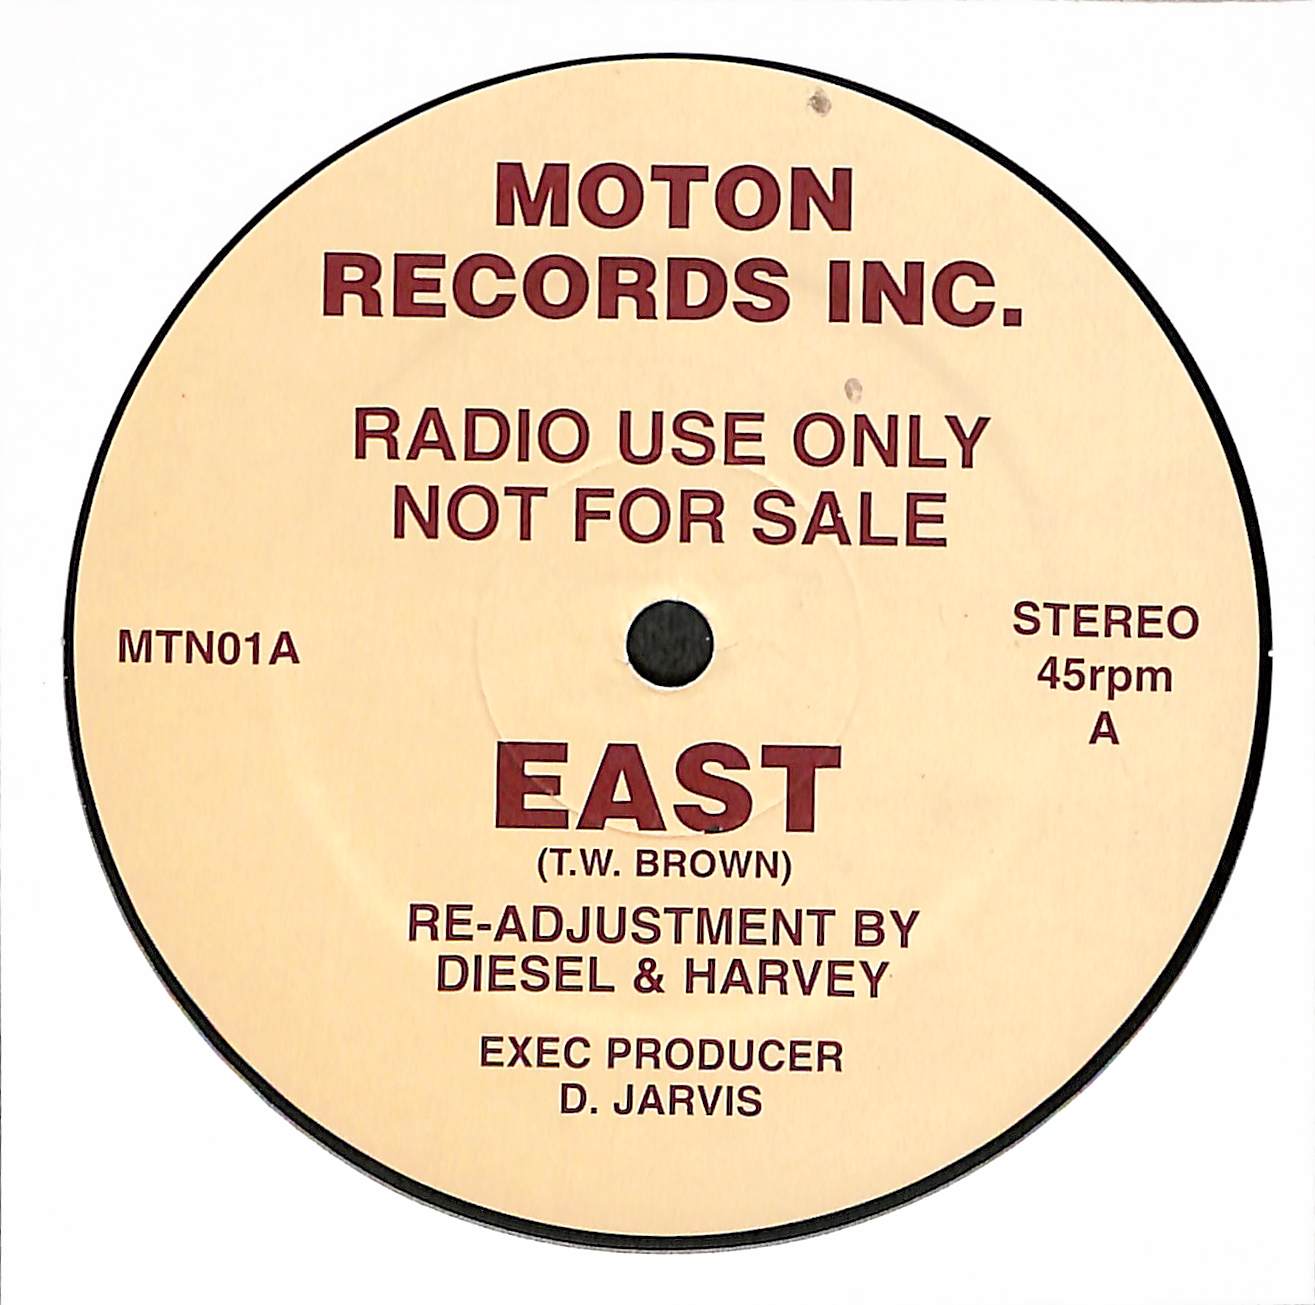 MOTON
RECORDS INC.
RADIO USE ONLY
NOT FOR SALE
MTN01A
STEREO
45rpm
A
EAST
(T.W. BROWN)
RE-ADJUSTMENT BY
DIESEL & HARVEY
EXEC PRODUCER
D. JARVIS